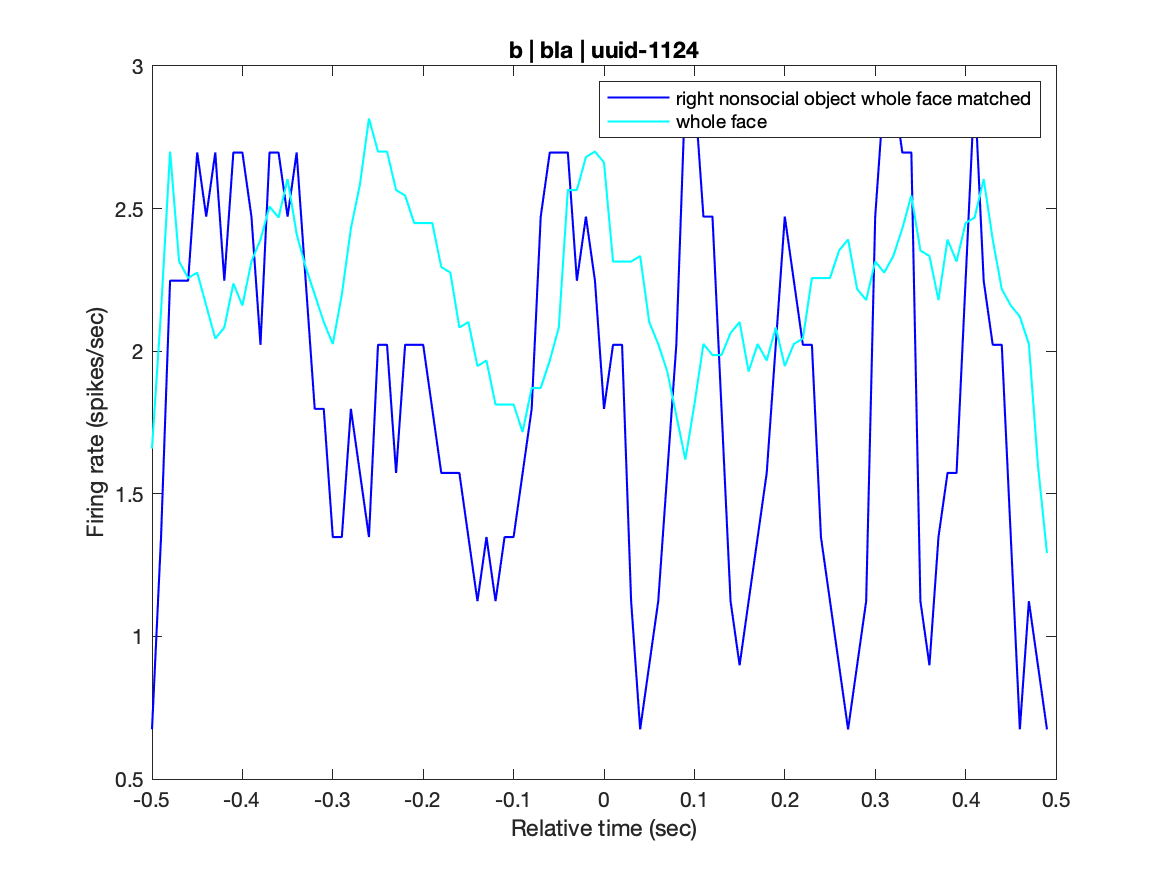 b | bla | uuid-1124
3
right nonsocial object whole face matched
whole face
2.5
2
1.5
1
0.5
Firing rate (spikes/sec)
-0.5 -0.4 -0.3 -0.2 -0.1 0 0.1 0.2 0.3 0.4 0.5
Relative time (sec)